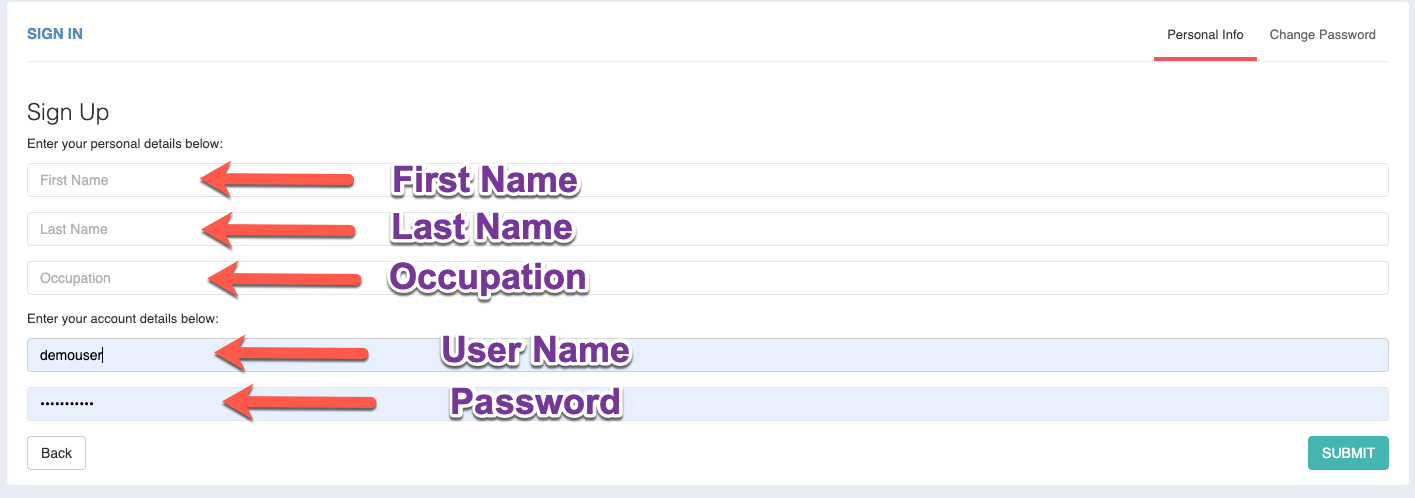 SIGN IN
Personal Info
Change Password
Sign Up
Enter your personal details below:
First Name
First Name
Last Name
Last Name
Occupation
Occupation
Enter your account details below:
demouser
User Name
•••••••••••
Password
Back
SUBMIT